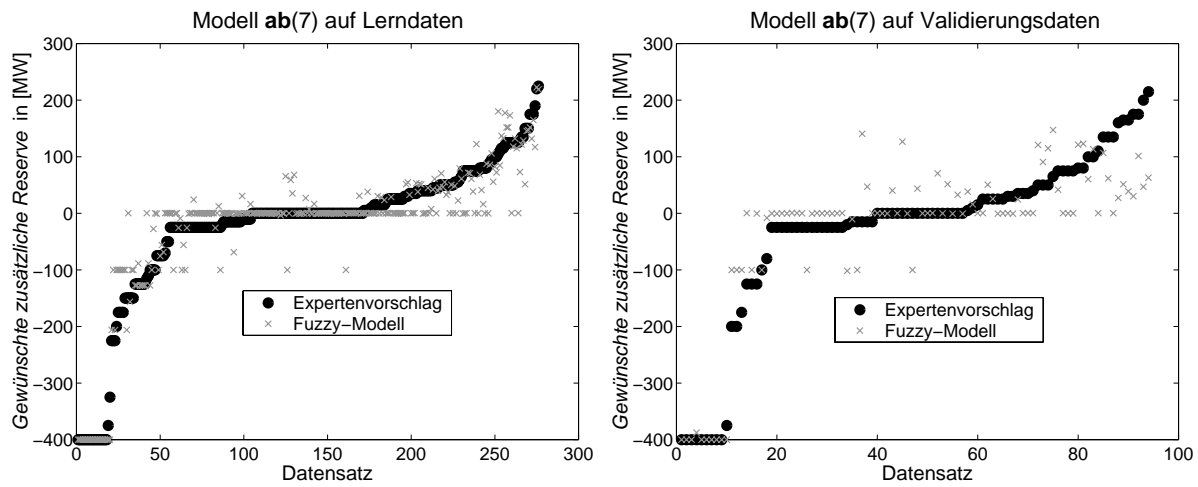 Modell ab(7) auf Lerndaten
Gewünschte zusätzliche Reserve in [MW]
300
200
100
0
−100
−200
−300
−400
Expertenvorschlag
Fuzzy−Modell
0
50
100
150
200
250
300
Datensatz
Modell ab(7) auf Validierungsdaten
Gewünschte zusätzliche Reserve in [MW]
300
200
100
0
−100
−200
−300
−400
Expertenvorschlag
Fuzzy−Modell
0
20
40
60
80
100
Datensatz